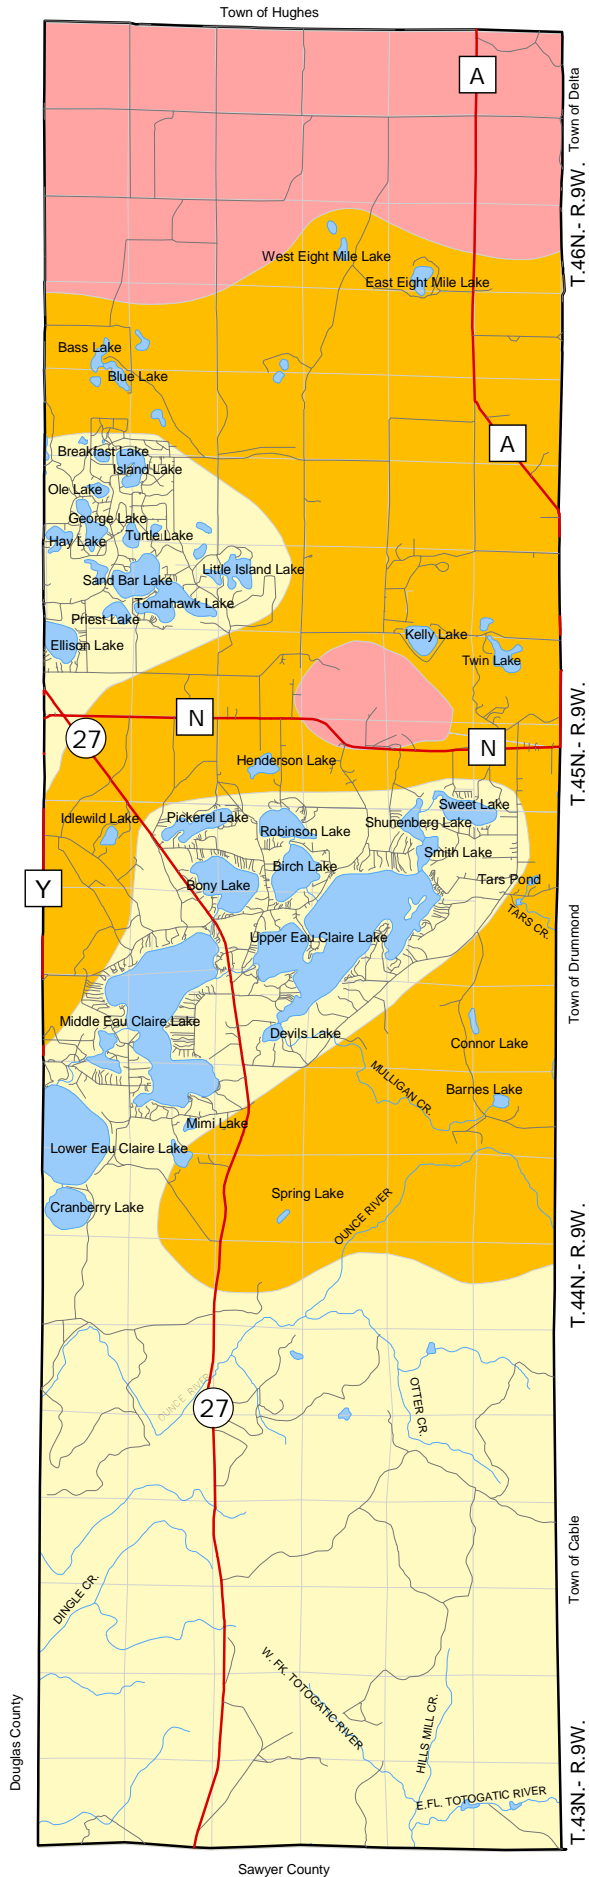 Town of Hughes
A
Town of Delta
T.46N.- R.9W.
West Eight Mile Lake
East Eight Mile Lake
Bass Lake
Blue Lake
A
Breakfast Lake
Island Lake
Ole Lake
George Lake
Hay Lake
Turtle Lake
Little Island Lake
Sand Bar Lake
Tomahawk Lake
Priest Lake
Ellison Lake
Kelly Lake
Twin Lake
N
27
N
T.45N.- R.9W.
Henderson Lake
Sweet Lake
Idlewild Lake
Pickerel Lake
Robinson Lake
Shunenberg Lake
Smith Lake
Birch Lake
Bony Lake
Tars Pond
Y
TARS CR.
Upper Eau Claire Lake
Town of Drummond
Middle Eau Claire Lake
Devils Lake
Connor Lake
MULLIGAN CR.
Barnes Lake
Mimi Lake
Lower Eau Claire Lake
Spring Lake
Cranberry Lake
OUNCE RIVER
T.44N.- R.9W.
OUNCE RIVER
27
OTTER CR.
Town of Cable
DINGLE CR.
W. FK. TOTOGATIC RIVER
HILLS MILL CR.
Douglas County
E.FL. TOTOGATIC RIVER
T.43N.- R.9W.
Sawyer County